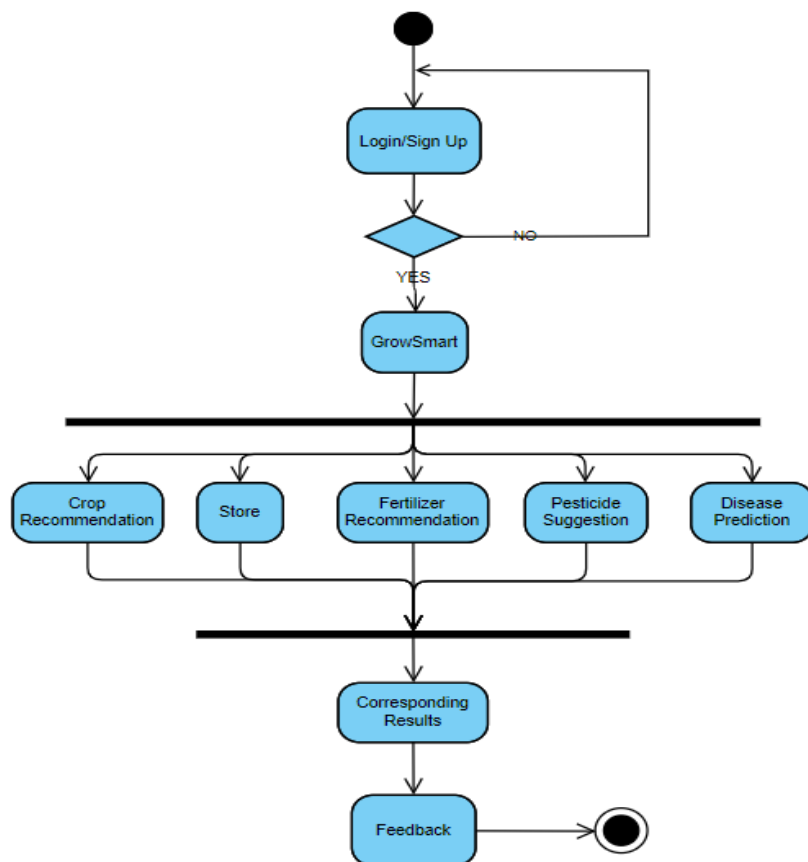 Login/Sign Up
NO
YES
GrowSmart
Crop
Recommendation
Store
Fertilizer
Recommendation
Pesticide
Suggestion
Disease
Prediction
Corresponding
Results
Feedback